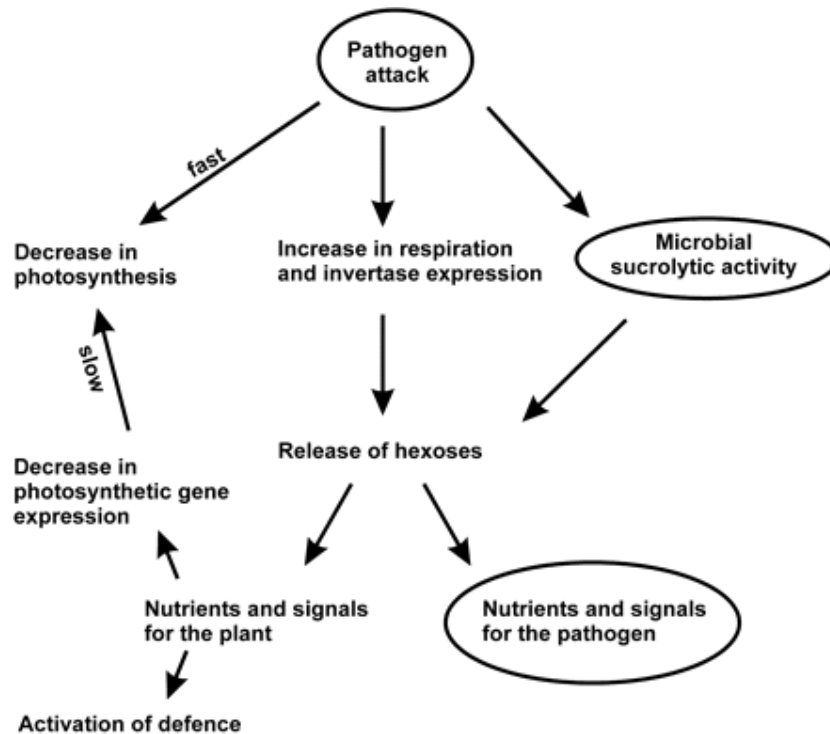 Pathogen
attack
fast
Decrease in
photosynthesis
Increase in respiration
and invertase expression
Microbial
sucrolytic activity
slow
Release of hexoses
Decrease in
photosynthetic gene
expression
Nutrients and signals
for the plant
Nutrients and signals
for the pathogen
Activation of defence